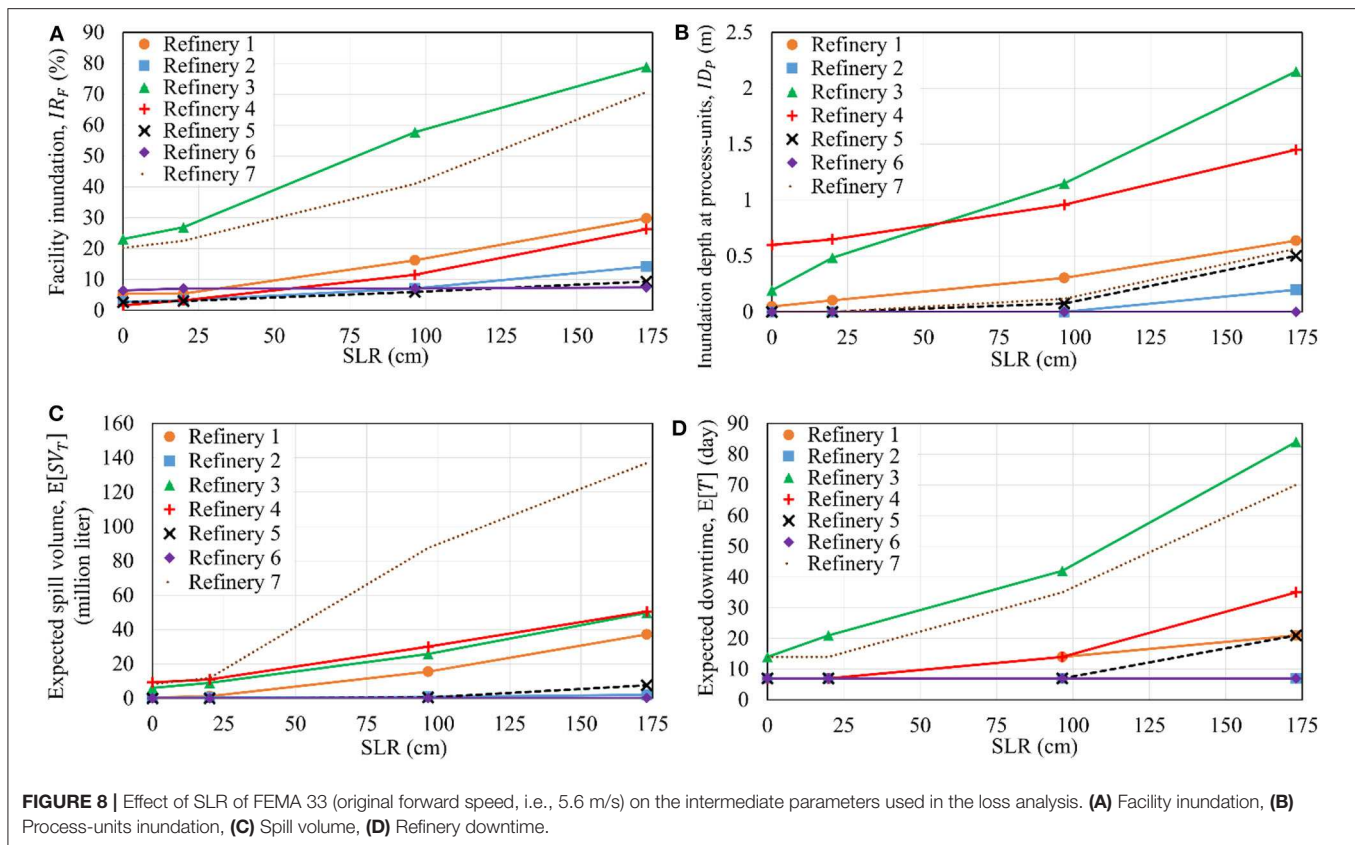 A
90
80
70
60
50
40
30
20
10
0
Facility inundation, IR_F (%)
Refinery 1
Refinery 2
Refinery 3
Refinery 4
Refinery 5
Refinery 6
Refinery 7
0 25 50 75 100 125 150 175
SLR (cm)
B
2.5
2
1.5
1
0.5
0
Inundation depth at process-units, ID_P (m)
Refinery 1
Refinery 2
Refinery 3
Refinery 4
Refinery 5
Refinery 6
Refinery 7
0 25 50 75 100 125 150 175
SLR (cm)
C
160
140
120
100
80
60
40
20
0
Expected spill volume, E[SV_T]
(million liter)
Refinery 1
Refinery 2
Refinery 3
Refinery 4
Refinery 5
Refinery 6
Refinery 7
0 25 50 75 100 125 150 175
SLR (cm)
D
90
80
70
60
50
40
30
20
10
0
Expected downtime, E[T] (day)
Refinery 1
Refinery 2
Refinery 3
Refinery 4
Refinery 5
Refinery 6
Refinery 7
0 25 50 75 100 125 150 175
SLR (cm)
FIGURE 8 | Effect of SLR of FEMA 33 (original forward speed, i.e., 5.6 m/s) on the intermediate parameters used in the loss analysis. (A) Facility inundation, (B)
Process-units inundation, (C) Spill volume, (D) Refinery downtime.